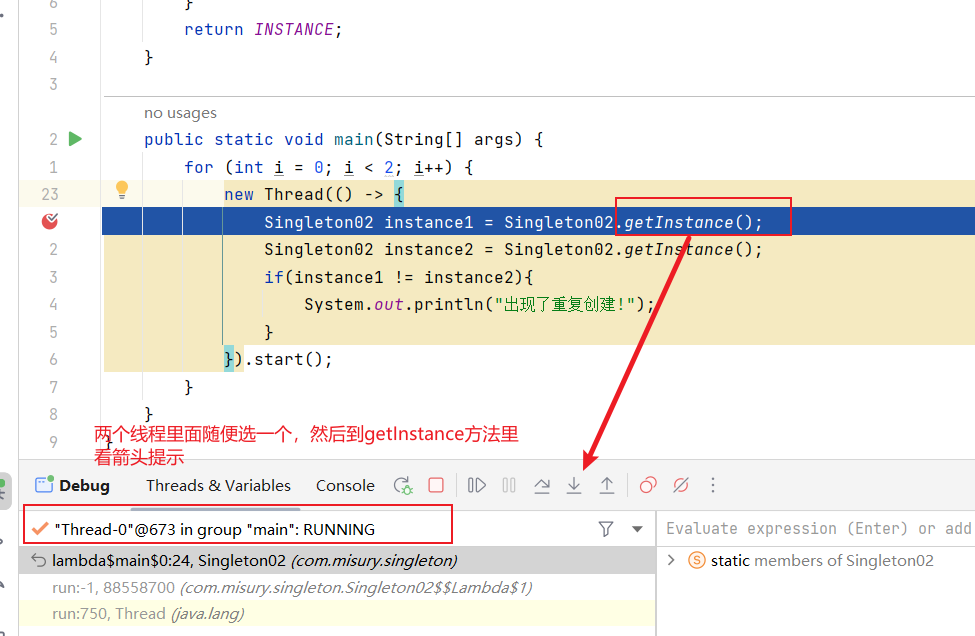 6 }
5 return INSTANCE;
4 }
3
no usages
2 public static void main(String[] args) {
1 for (int i = 0; i < 2; i++) {
23 new Thread(() -> {
Singleton02 instance1 = Singleton02.getInstance();
2 Singleton02 instance2 = Singleton02.getInstance();
3 if(instance1 != instance2){
4 System.out.println("出现了重复创建!");
5 }
6 }).start();
7 }
8 }
9 }
两个线程里面随便选一个，然后到getInstance方法里
看箭头提示
Debug Threads & Variables Console
"Thread-0"@673 in group "main": RUNNING
Evaluate expression (Enter) or add
lambda$main$0:24, Singleton02 (com.misury.singleton)
static members of Singleton02
run:-1, 88558700 (com.misury.singleton.Singleton02$$Lambda$1)
run:750, Thread (java.lang)